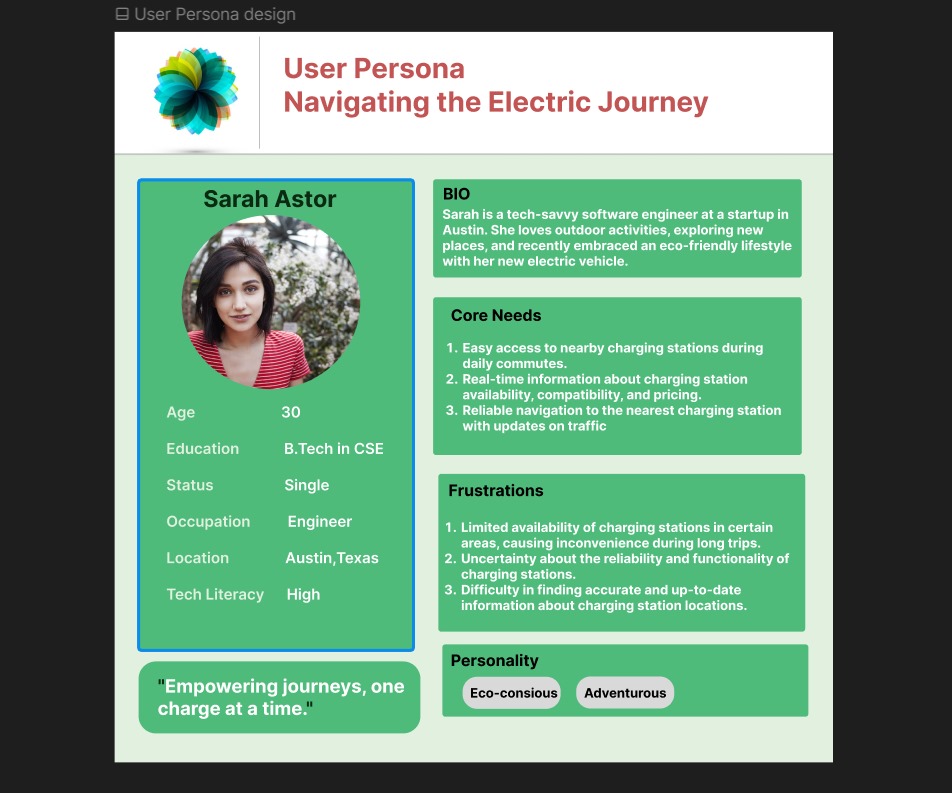 User Persona design
User Persona
Navigating the Electric Journey
Sarah Astor
Age 30
Education B.Tech in CSE
Status Single
Occupation Engineer
Location Austin,Texas
Tech Literacy High
"Empowering journeys, one
charge at a time."
BIO
Sarah is a tech-savvy software engineer at a startup in
Austin. She loves outdoor activities, exploring new
places, and recently embraced an eco-friendly lifestyle
with her new electric vehicle.
Core Needs
1. Easy access to nearby charging stations during
daily commutes.
2. Real-time information about charging station
availability, compatibility, and pricing.
3. Reliable navigation to the nearest charging station
with updates on traffic
Frustrations
1. Limited availability of charging stations in certain
areas, causing inconvenience during long trips.
2. Uncertainty about the reliability and functionality of
charging stations.
3. Difficulty in finding accurate and up-to-date
information about charging station locations.
Personality
Eco-consious Adventurous